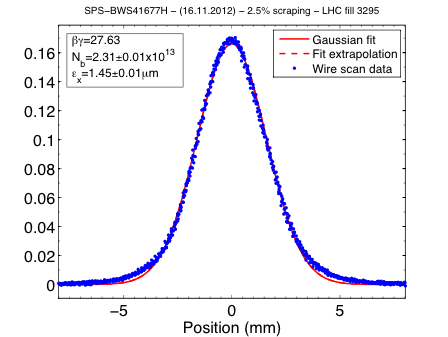 SPS-BWS41677H – (16.11.2012) – 2.5% scraping – LHC fill 3295
βγ=27.63
N_b=2.31±0.01x10^13
ε_x=1.45±0.01μm
Gaussian fit
Fit extrapolation
Wire scan data
0.16
0.14
0.12
0.1
0.08
0.06
0.04
0.02
0
−5
0
5
Position (mm)